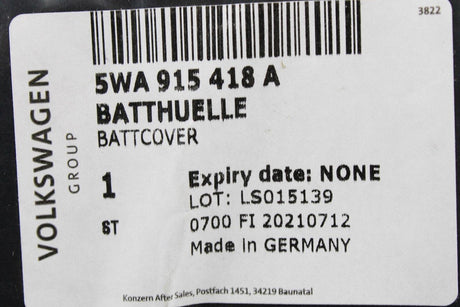 3822
5WA 915 418 A
BATTHUELLE
BATTCOVER
VOLKSWAGEN
GROUP
1
ST
Expiry date: NONE
LOT: LS015139
0700 FI 20210712
Made in GERMANY
Konzern After Sales, Postfach 1451, 34219 Baunatal